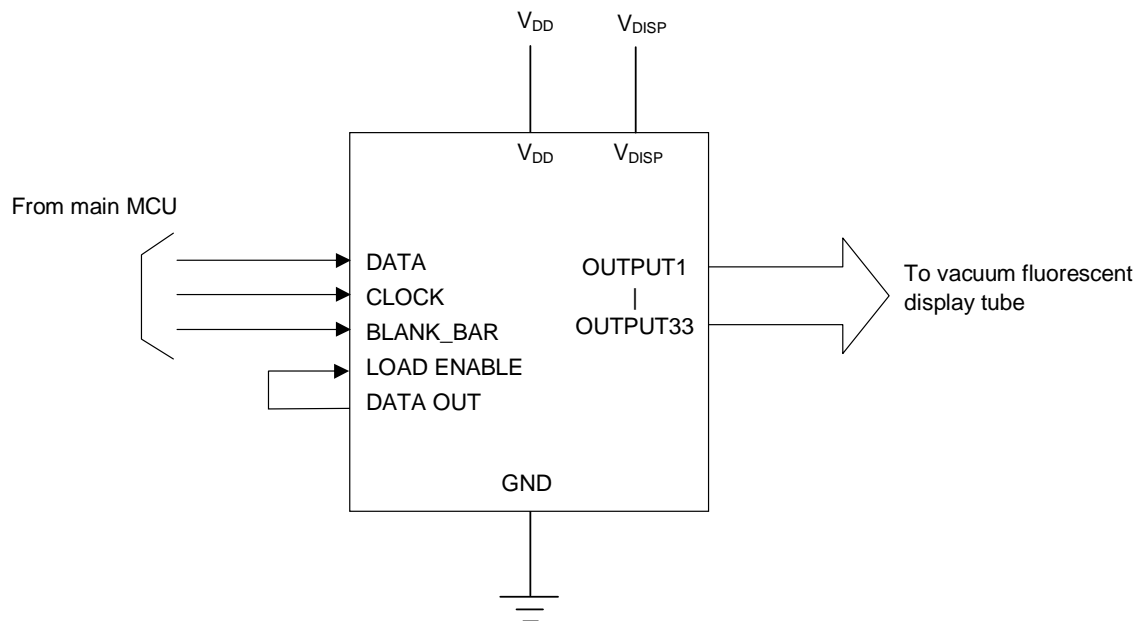 VDD
VDISP
VDD
VDISP
From main MCU
DATA
CLOCK
BLANK_BAR
LOAD ENABLE
DATA OUT
OUTPUT1
|
OUTPUT33
To vacuum fluorescent
display tube
GND